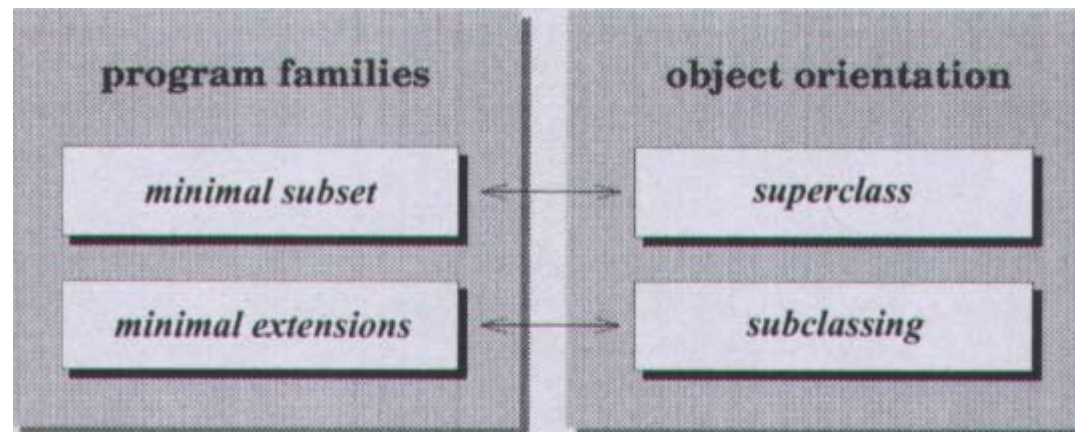 program families
minimal subset
minimal extensions
object orientation
superclass
subclassing